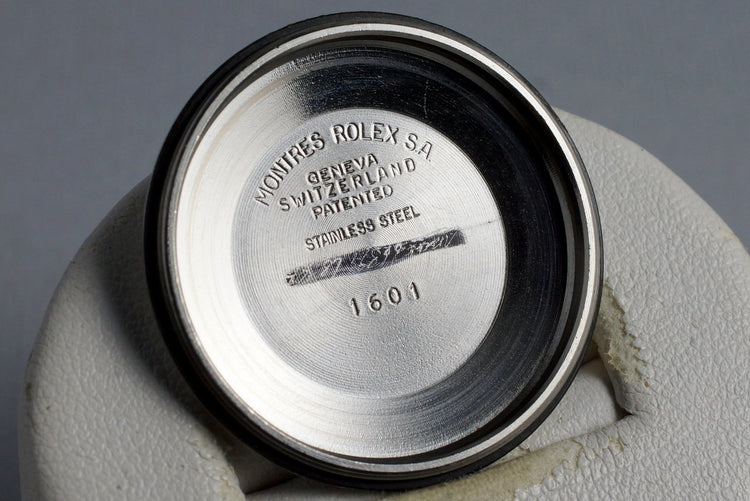 MONTRES ROLEX S.A.
GENEVA
SWITZERLAND
PATENTED
STAINLESS STEEL
1601